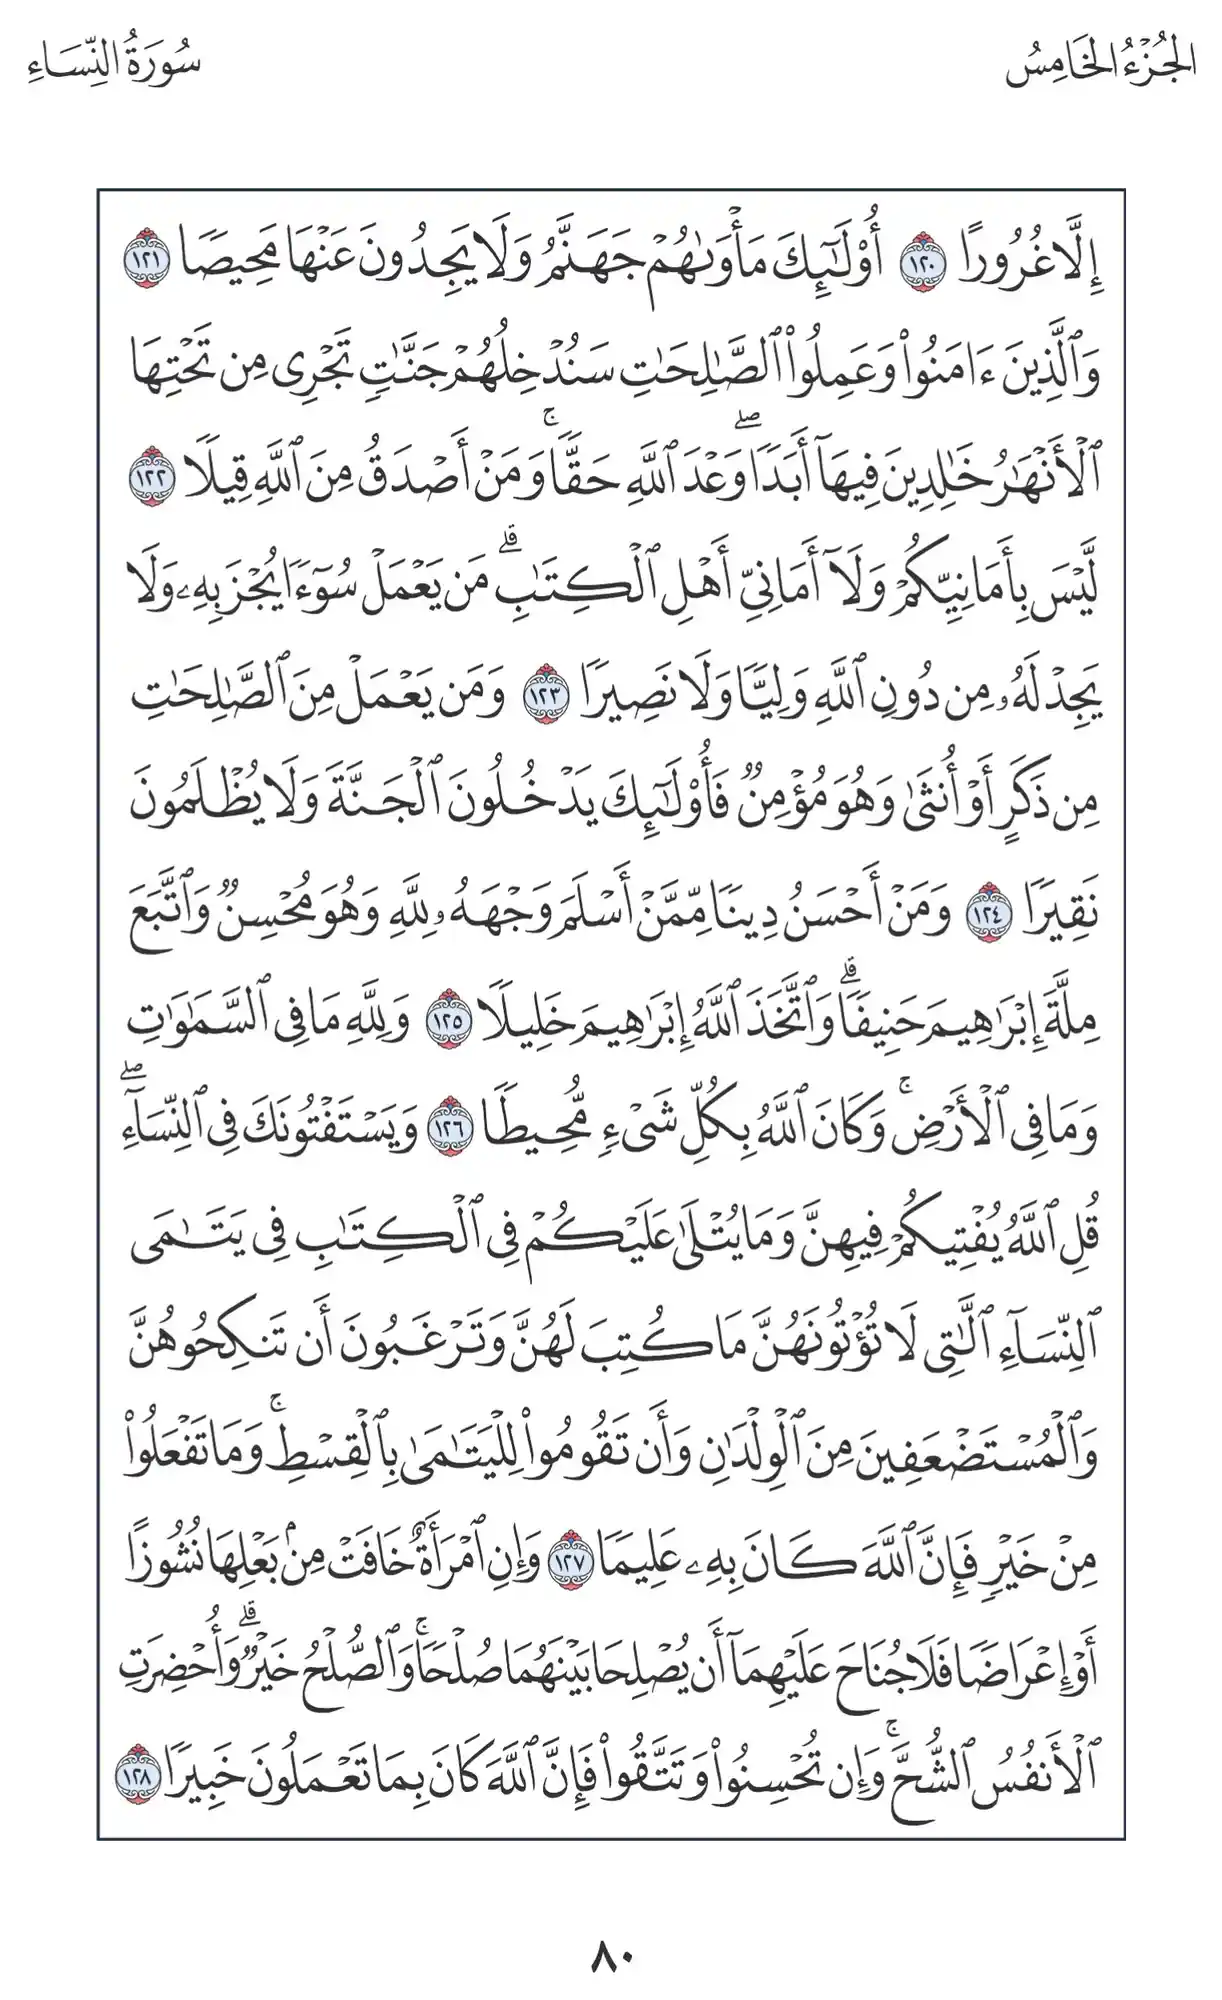 الجُزْءُ الخَامِسُ
سُورَةُ النِّسَاءِ
إِلَّا غُرُورًا ١٢٠ أُوْلَٰٓئِكَ مَأْوَىٰهُمْ جَهَنَّمُ وَلَا يَجِدُونَ عَنْهَا مَحِيصًا ١٢١
وَٱلَّذِينَ ءَامَنُوا۟ وَعَمِلُوا۟ ٱلصَّٰلِحَٰتِ سَنُدْخِلُهُمْ جَنَّٰتٍ تَجْرِى مِن تَحْتِهَا
ٱلْأَنْهَٰرُ خَٰلِدِينَ فِيهَآ أَبَدًا ۖ وَعْدَ ٱللَّهِ حَقًّا ۚ وَمَنْ أَصْدَقُ مِنَ ٱللَّهِ قِيلًا ١٢٢
لَّيْسَ بِأَمَانِيِّكُمْ وَلَآ أَمَانِىِّ أَهْلِ ٱلْكِتَٰبِ ۗ مَن يَعْمَلْ سُوٓءًا يُجْزَ بِهِۦ وَلَا
يَجِدْ لَهُۥ مِن دُونِ ٱللَّهِ وَلِيًّا وَلَا نَصِيرًا ١٢٣ وَمَن يَعْمَلْ مِنَ ٱلصَّٰلِحَٰتِ
مِن ذَكَرٍ أَوْ أُنثَىٰ وَهُوَ مُؤْمِنٌ فَأُوْلَٰٓئِكَ يَدْخُلُونَ ٱلْجَنَّةَ وَلَا يُظْلَمُونَ
نَقِيرًا ١٢٤ وَمَنْ أَحْسَنُ دِينًا مِّمَّنْ أَسْلَمَ وَجْهَهُۥ لِلَّهِ وَهُوَ مُحْسِنٌ وَٱتَّبَعَ
مِلَّةَ إِبْرَٰهِيمَ حَنِيفًا ۗ وَٱتَّخَذَ ٱللَّهُ إِبْرَٰهِيمَ خَلِيلًا ١٢٥ وَلِلَّهِ مَا فِى ٱلسَّمَٰوَٰتِ
وَمَا فِى ٱلْأَرْضِ ۚ وَكَانَ ٱللَّهُ بِكُلِّ شَىْءٍ مُّحِيطًا ١٢٦ وَيَسْتَفْتُونَكَ فِى ٱلنِّسَآءِ ۖ
قُلِ ٱللَّهُ يُفْتِيكُمْ فِيهِنَّ وَمَا يُتْلَىٰ عَلَيْكُمْ فِى ٱلْكِتَٰبِ فِى يَتَٰمَى
ٱلنِّسَآءِ ٱلَّٰتِى لَا تُؤْتُونَهُنَّ مَا كُتِبَ لَهُنَّ وَتَرْغَبُونَ أَن تَنكِحُوهُنَّ
وَٱلْمُسْتَضْعَفِينَ مِنَ ٱلْوِلْدَٰنِ وَأَن تَقُومُوا۟ لِلْيَتَٰمَىٰ بِٱلْقِسْطِ ۚ وَمَا تَفْعَلُوا۟
مِنْ خَيْرٍ فَإِنَّ ٱللَّهَ كَانَ بِهِۦ عَلِيمًا ١٢٧ وَإِنِ ٱمْرَأَةٌ خَافَتْ مِنۢ بَعْلِهَا نُشُوزًا
أَوْ إِعْرَاضًا فَلَا جُنَاحَ عَلَيْهِمَآ أَن يُصْلِحَا بَيْنَهُمَا صُلْحًا ۚ وَٱلصُّلْحُ خَيْرٌ ۗ وَأُحْضِرَتِ
ٱلْأَنفُسُ ٱلشُّحَّ ۚ وَإِن تُحْسِنُوا۟ وَتَتَّقُوا۟ فَإِنَّ ٱللَّهَ كَانَ بِمَا تَعْمَلُونَ خَبِيرًا ١٢٨
٨٠